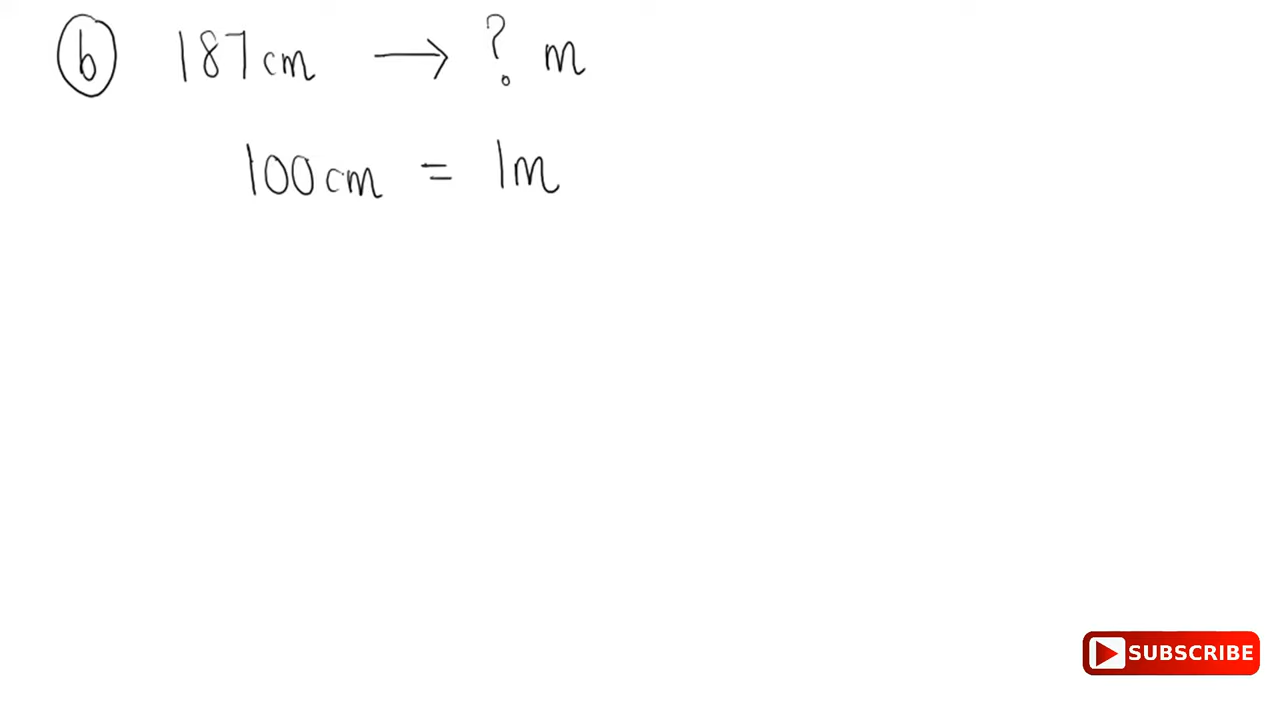 b 187cm → ? m
100cm = 1m
SUBSCRIBE